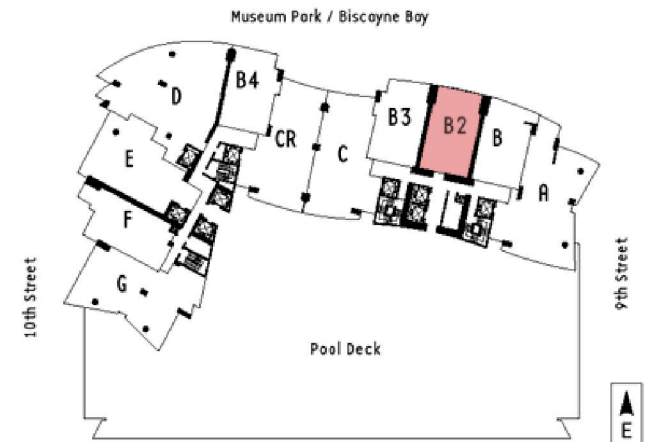 Museum Park / Biscayne Bay
B4
D
B3
B2
B
CR
C
E
A
F
G
10th Street
9th Street
Pool Deck
E